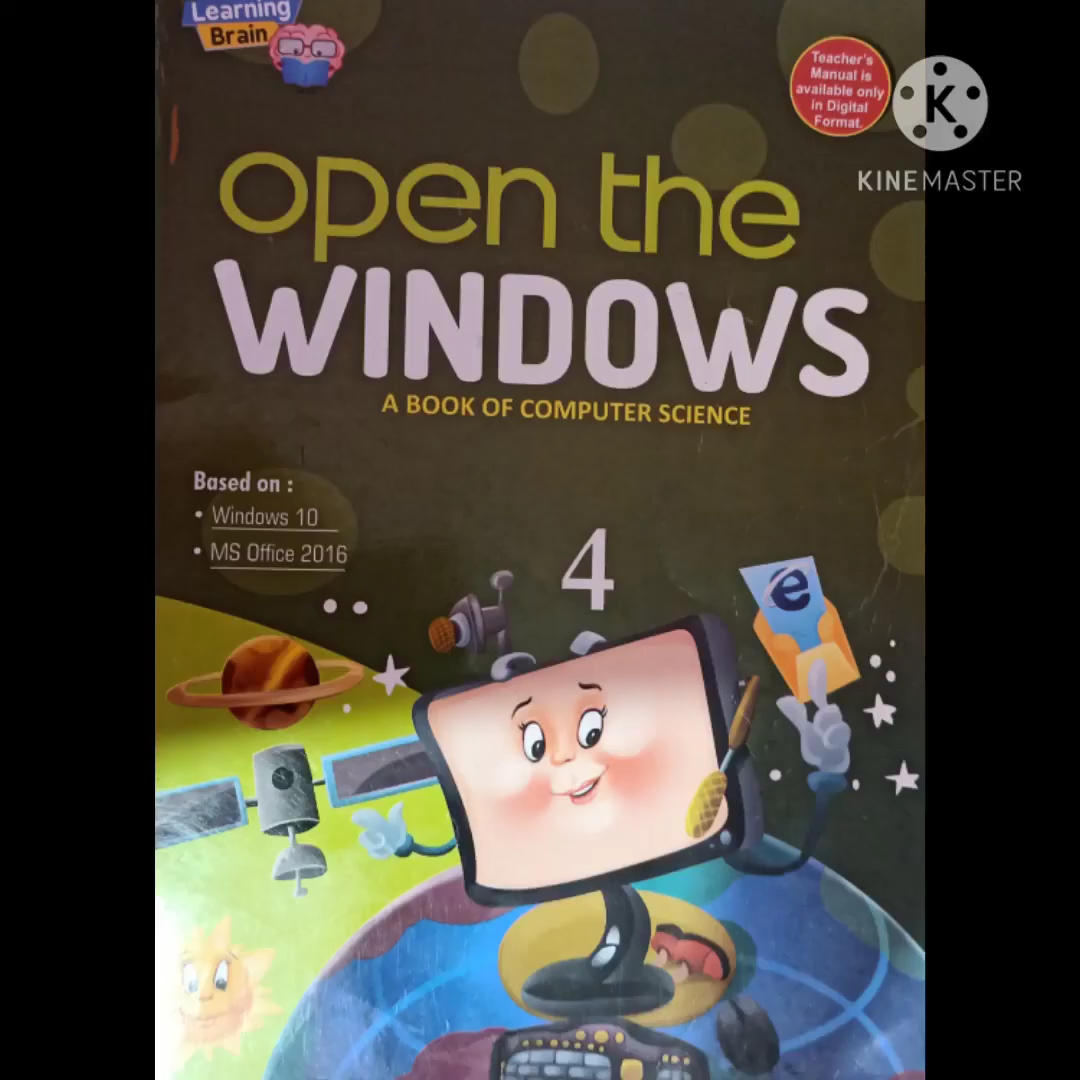 Learning
Brain
Teacher's
Manual is
available only
in Digital
Format.
K
KINEMASTER
open the
WINDOWS
A BOOK OF COMPUTER SCIENCE
Based on :
• Windows 10
• MS Office 2016
4
e